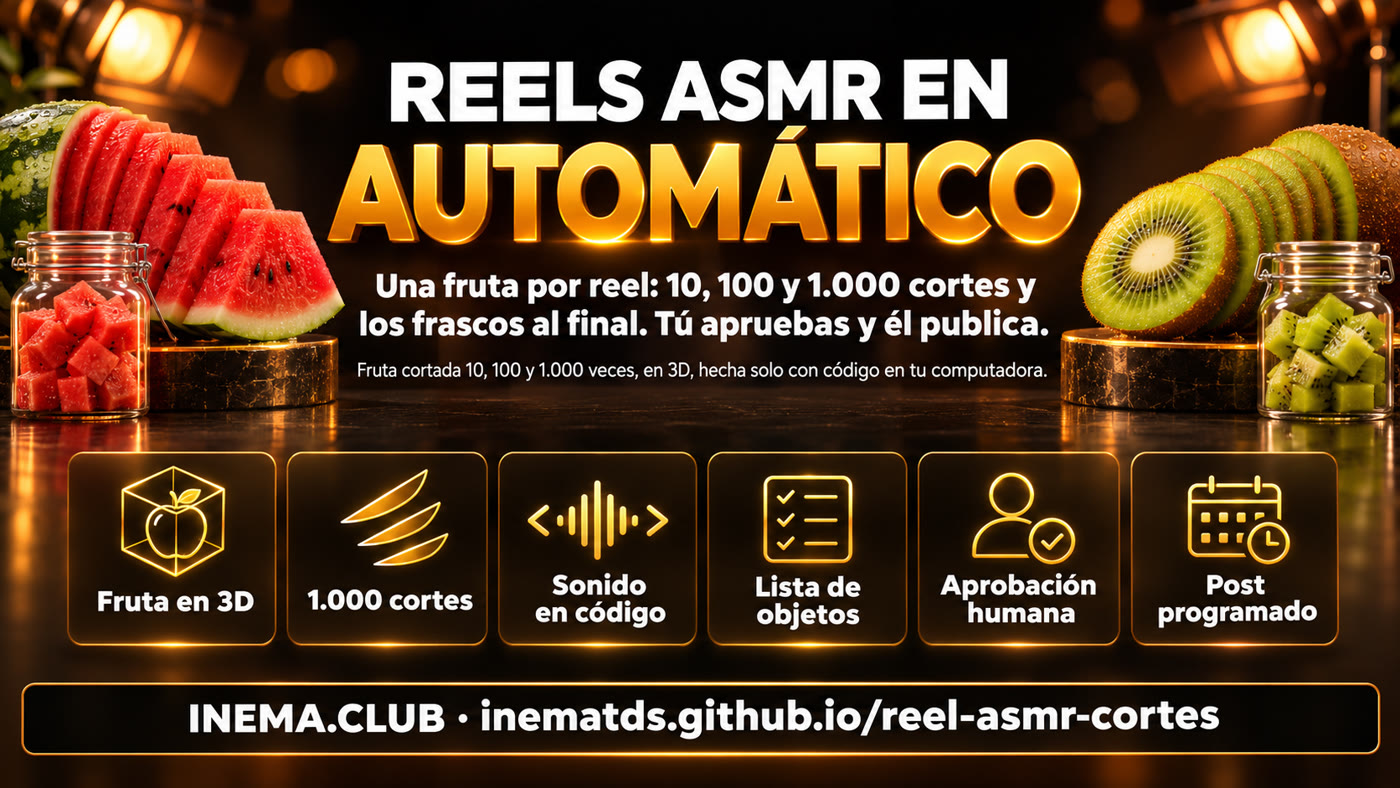 REELS ASMR EN
AUTOMÁTICO
Una fruta por reel: 10, 100 y 1.000 cortes y
los frascos al final. Tú apruebas y él publica.
Fruta cortada 10, 100 y 1.000 veces, en 3D, hecha solo con código en tu computadora.
Fruta en 3D
1.000 cortes
Sonido
en código
Lista de
objetos
Aprobación
humana
Post
programado
INEMA.CLUB · inematds.github.io/reel-asmr-cortes